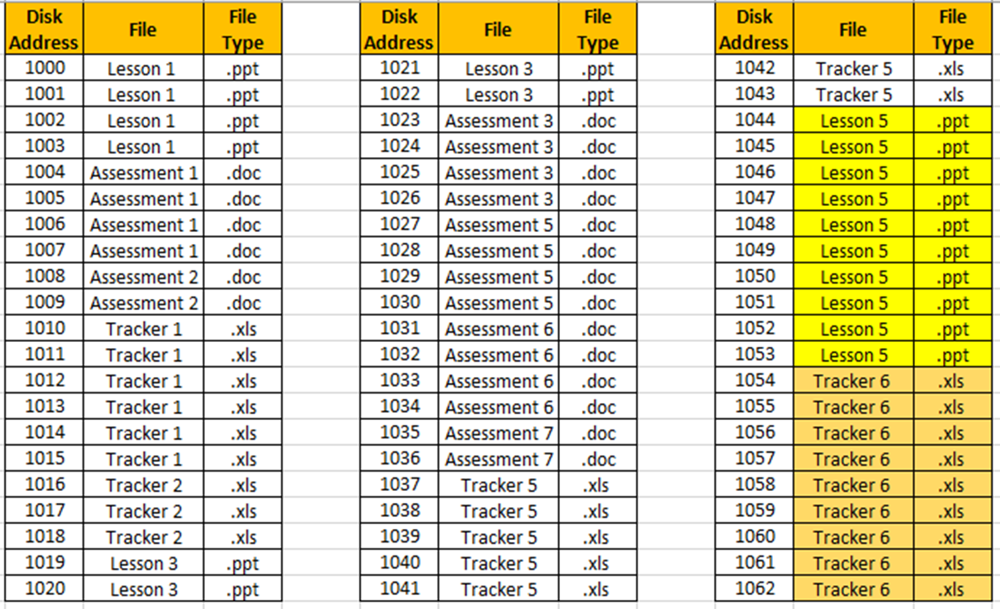 Disk Address File File Type Disk Address File File Type Disk Address File File Type
1000 Lesson 1 .ppt 1021 Lesson 3 .ppt 1042 Tracker 5 .xls
1001 Lesson 1 .ppt 1022 Lesson 3 .ppt 1043 Tracker 5 .xls
1002 Lesson 1 .ppt 1023 Assessment 3 .doc 1044 Lesson 5 .ppt
1003 Lesson 1 .ppt 1024 Assessment 3 .doc 1045 Lesson 5 .ppt
1004 Assessment 1 .doc 1025 Assessment 3 .doc 1046 Lesson 5 .ppt
1005 Assessment 1 .doc 1026 Assessment 3 .doc 1047 Lesson 5 .ppt
1006 Assessment 1 .doc 1027 Assessment 5 .doc 1048 Lesson 5 .ppt
1007 Assessment 1 .doc 1028 Assessment 5 .doc 1049 Lesson 5 .ppt
1008 Assessment 2 .doc 1029 Assessment 5 .doc 1050 Lesson 5 .ppt
1009 Assessment 2 .doc 1030 Assessment 5 .doc 1051 Lesson 5 .ppt
1010 Tracker 1 .xls 1031 Assessment 6 .doc 1052 Lesson 5 .ppt
1011 Tracker 1 .xls 1032 Assessment 6 .doc 1053 Lesson 5 .ppt
1012 Tracker 1 .xls 1033 Assessment 6 .doc 1054 Tracker 6 .xls
1013 Tracker 1 .xls 1034 Assessment 6 .doc 1055 Tracker 6 .xls
1014 Tracker 1 .xls 1035 Assessment 7 .doc 1056 Tracker 6 .xls
1015 Tracker 1 .xls 1036 Assessment 7 .doc 1057 Tracker 6 .xls
1016 Tracker 2 .xls 1037 Tracker 5 .xls 1058 Tracker 6 .xls
1017 Tracker 2 .xls 1038 Tracker 5 .xls 1059 Tracker 6 .xls
1018 Tracker 2 .xls 1039 Tracker 5 .xls 1060 Tracker 6 .xls
1019 Lesson 3 .ppt 1040 Tracker 5 .xls 1061 Tracker 6 .xls
1020 Lesson 3 .ppt 1041 Tracker 5 .xls 1062 Tracker 6 .xls